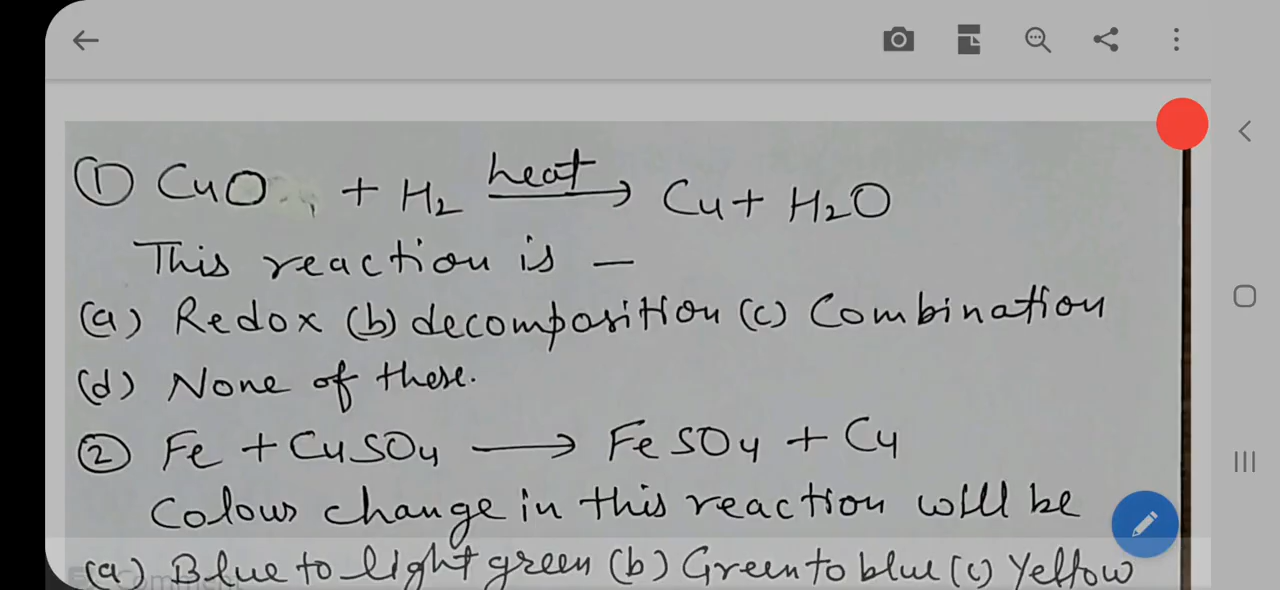 ① CuO + H₂ heat→ Cu + H₂O
This reaction is —
(a) Redox (b) decomposition (c) Combination
(d) None of these.
② Fe + CuSO₄ ⟶ FeSO₄ + Cu
Colour change in this reaction will be
(a) Blue to light green (b) Green to blue (c) Yellow